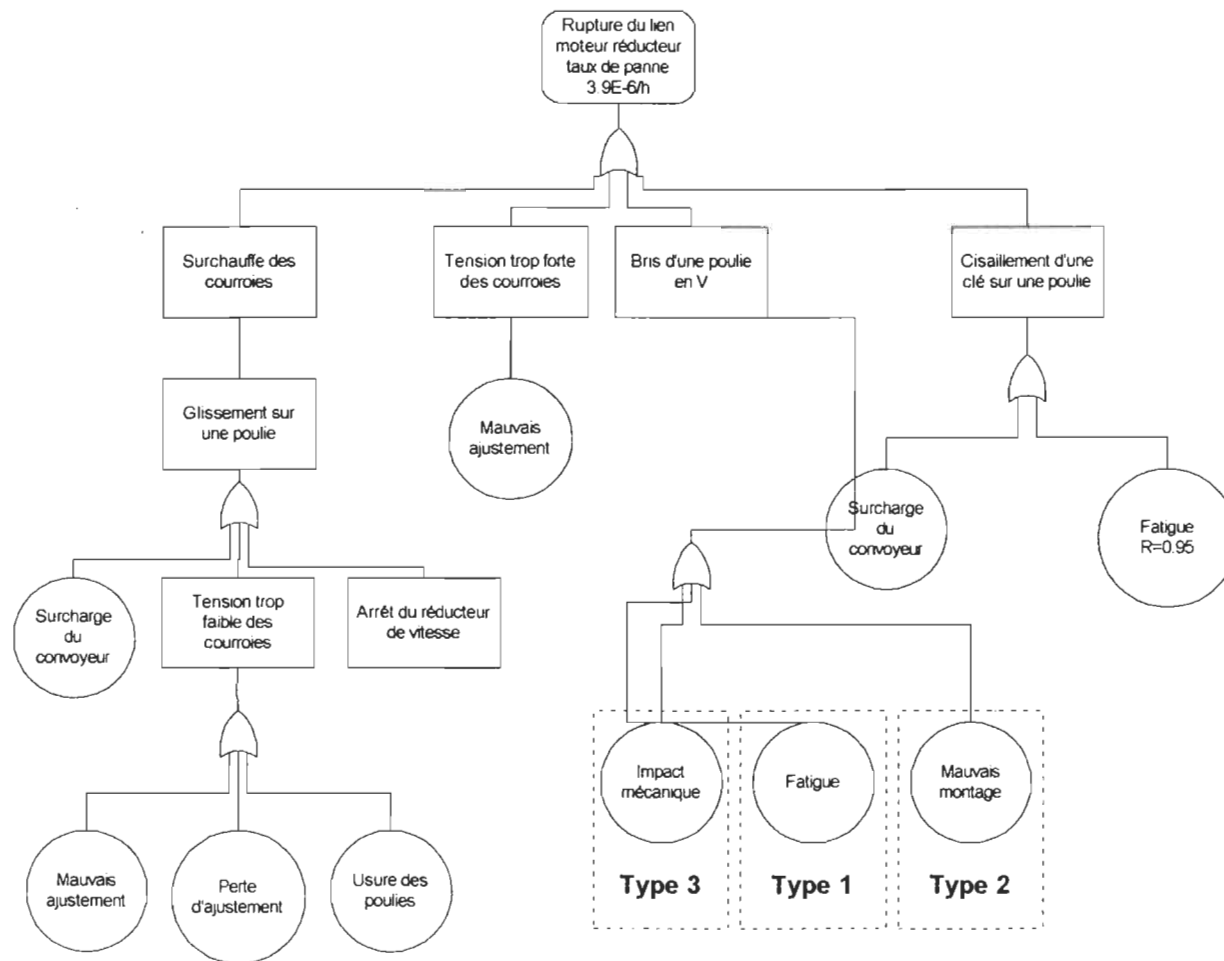 Rupture du lien
moteur réducteur
taux de panne
3.9E-6/h
Surchauffe des
courroies
Tension trop forte
des courroies
Bris d'une poulie
en V
Cisaillement d'une
clé sur une poulie
Glissement sur
une poulie
Mauvais
ajustement
Surcharge
du
convoyeur
Fatigue
R=0.95
Surcharge
du
convoyeur
Tension trop
faible des
courroies
Arrêt du réducteur
de vitesse
Impact
mécanique
Fatigue
Mauvais
montage
Type 3
Type 1
Type 2
Mauvais
ajustement
Perte
d'ajustement
Usure des
poulies